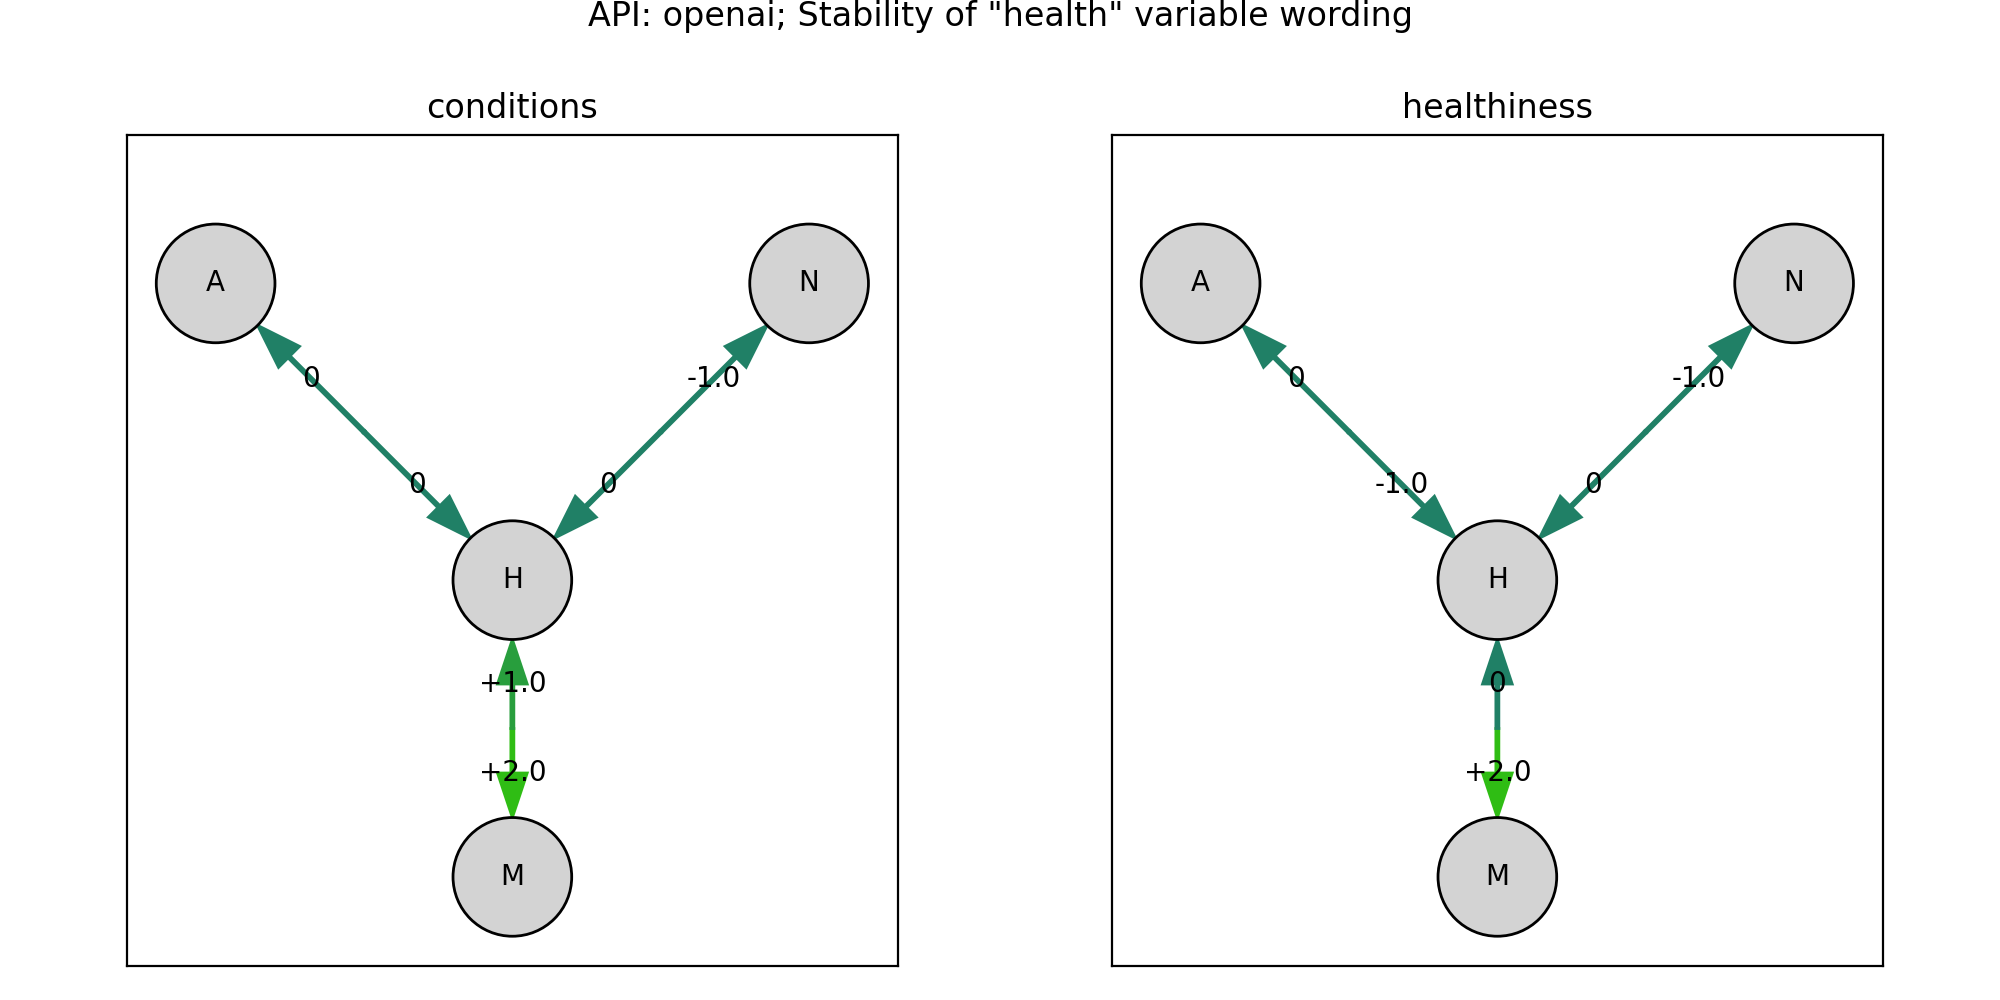 API: openai; Stability of "health" variable wording
conditions
A
N
0
-1.0
0
0
H
+1.0
+2.0
M
healthiness
A
N
0
-1.0
-1.0
0
H
0
+2.0
M